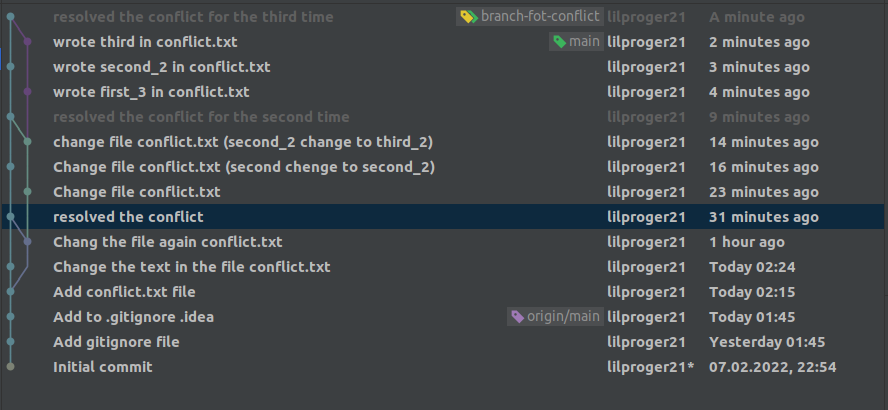 resolved the conflict for the third time branch-fot-conflict lilproger21 A minute ago
wrote third in conflict.txt main lilproger21 2 minutes ago
wrote second_2 in conflict.txt lilproger21 3 minutes ago
wrote first_3 in conflict.txt lilproger21 4 minutes ago
resolved the conflict for the second time lilproger21 9 minutes ago
change file conflict.txt (second_2 change to third_2) lilproger21 14 minutes ago
Change file conflict.txt (second chenge to second_2) lilproger21 16 minutes ago
Change file conflict.txt lilproger21 23 minutes ago
resolved the conflict lilproger21 31 minutes ago
Chang the file again conflict.txt lilproger21 1 hour ago
Change the text in the file conflict.txt lilproger21 Today 02:24
Add conflict.txt file lilproger21 Today 02:15
Add to .gitignore .idea origin/main lilproger21 Today 01:45
Add gitignore file lilproger21 Yesterday 01:45
Initial commit lilproger21* 07.02.2022, 22:54